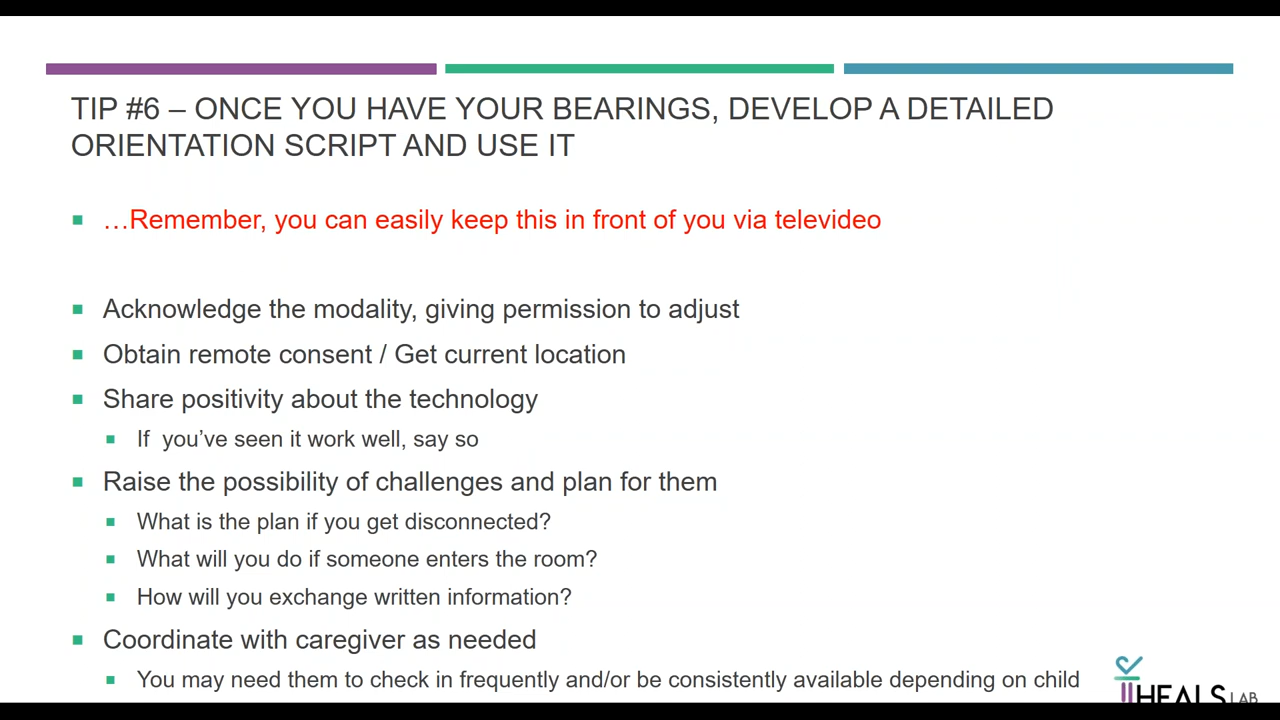 TIP #6 – ONCE YOU HAVE YOUR BEARINGS, DEVELOP A DETAILED
ORIENTATION SCRIPT AND USE IT
…Remember, you can easily keep this in front of you via televideo
Acknowledge the modality, giving permission to adjust
Obtain remote consent / Get current location
Share positivity about the technology
If you’ve seen it work well, say so
Raise the possibility of challenges and plan for them
What is the plan if you get disconnected?
What will you do if someone enters the room?
How will you exchange written information?
Coordinate with caregiver as needed
You may need them to check in frequently and/or be consistently available depending on child
HEALS LAB